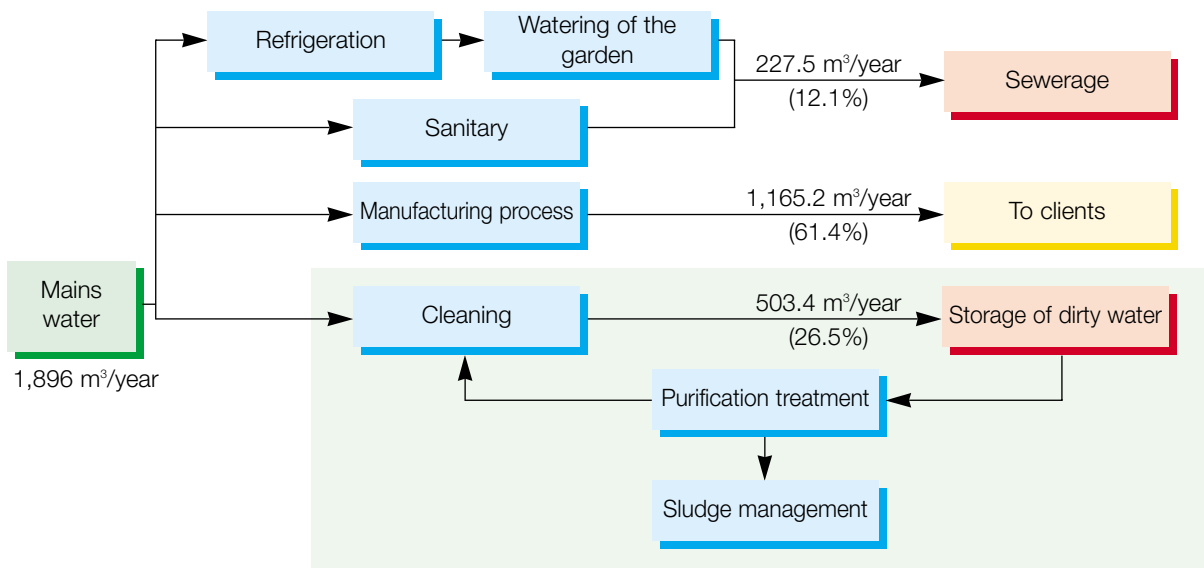 Refrigeration
Watering of the
garden
227.5 m³/year
(12.1%)
Sewerage
Sanitary
Manufacturing process
1,165.2 m³/year
(61.4%)
To clients
Mains
water
1,896 m³/year
Cleaning
503.4 m³/year
(26.5%)
Storage of dirty water
Purification treatment
Sludge management